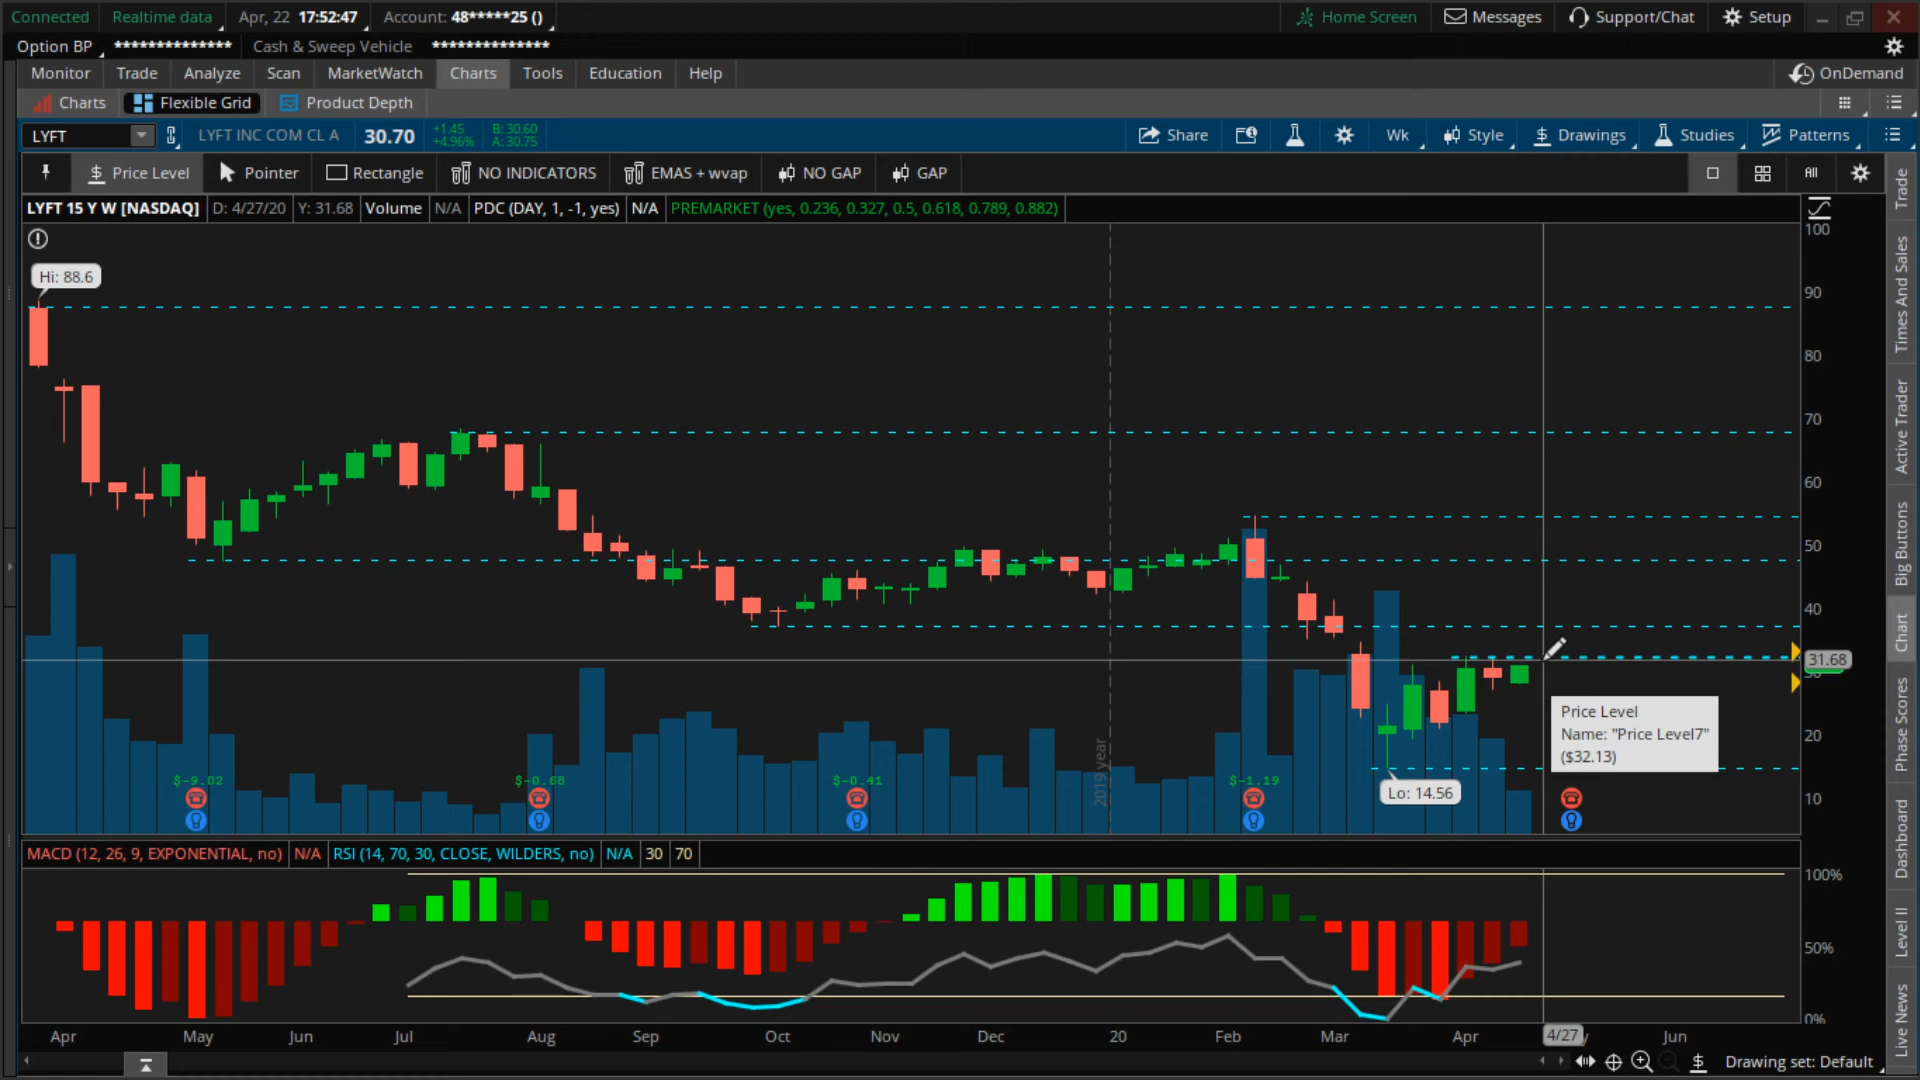 Connected Realtime data Apr, 22 17:52:47 Account: 48*****25 () Home Screen Messages Support/Chat Setup
Option BP ************** Cash & Sweep Vehicle **************
Monitor Trade Analyze Scan MarketWatch Charts Tools Education Help OnDemand
Charts Flexible Grid Product Depth
LYFT LYFT INC COM CL A 30.70 +1.45 B: 30.60 Share Wk Style Drawings Studies Patterns
+4.96% A: 30.75
Price Level Pointer Rectangle NO INDICATORS EMAS + wvap NO GAP GAP All
LYFT 15 Y W [NASDAQ] D: 4/27/20 Y: 31.68 Volume N/A PDC (DAY, 1, -1, yes) N/A PREMARKET (yes, 0.236, 0.327, 0.5, 0.618, 0.789, 0.882)
100
Hi: 88.6
90
80
70
60
50
40
31.68
30
Price Level
Name: "Price Level7"
($32.13)
20
2019 year
$-9.02 $-0.68 $-0.41 $-1.19
Lo: 14.56
10
MACD (12, 26, 9, EXPONENTIAL, no) N/A RSI (14, 70, 30, CLOSE, WILDERS, no) N/A 30 70
100%
50%
0%
Apr May Jun Jul Aug Sep Oct Nov Dec 20 Feb Mar Apr 4/27 Jun
Drawing set: Default
Trade
Times And Sales
Active Trader
Big Buttons
Chart
Phase Scores
Dashboard
Level II
Live News